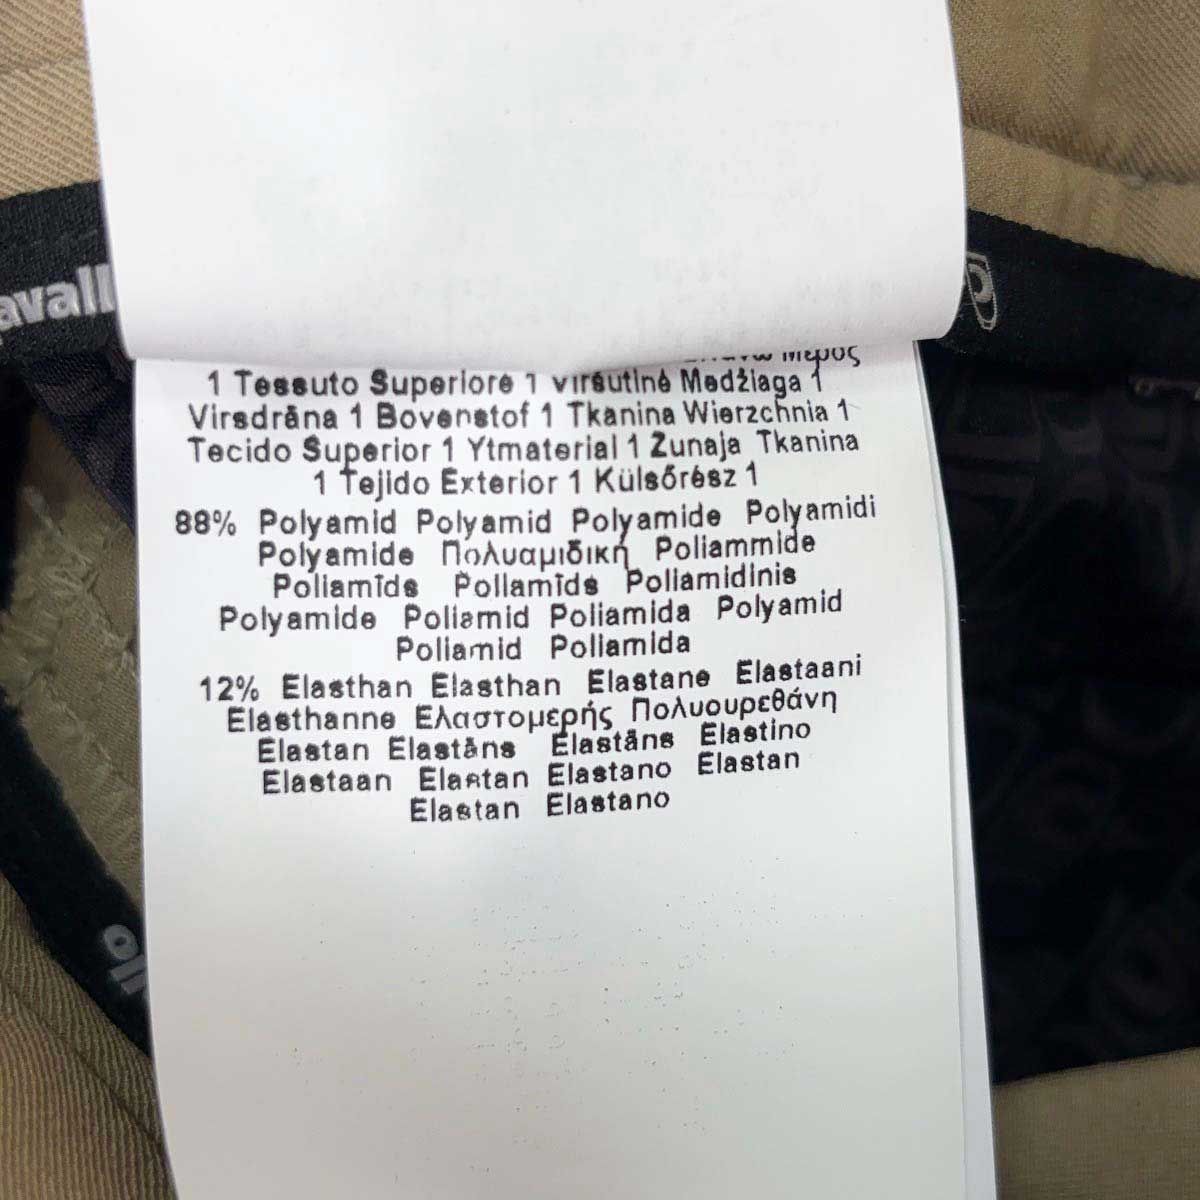 avall
Μέρος
1 Tessuto Superiore 1 viršutinė Medžiaga 1
Virsdrāna 1 Bovenstof 1 Tkanina Wierzchnia 1
Tecido Superior 1 Ytmaterial 1 Zunaja Tkanina
1 Tejido Exterior 1 Külsőrész 1
88% Polyamid Polyamid Polyamide Polyamidi
Polyamide Πολυαμιδική Poliammide
Poliamīds Poliamīds Poliamidinis
Polyamide Poliamid Poliamida Polyamid
Poliamid Poliamida
12% Elasthan Elasthan Elastane Elastaani
Elasthanne Ελαστομερής Πολυουρεθάνη
Elastan Elastāns Elastāns Elastino
Elastaan Elastan Elastano Elastan
Elastan Elastano